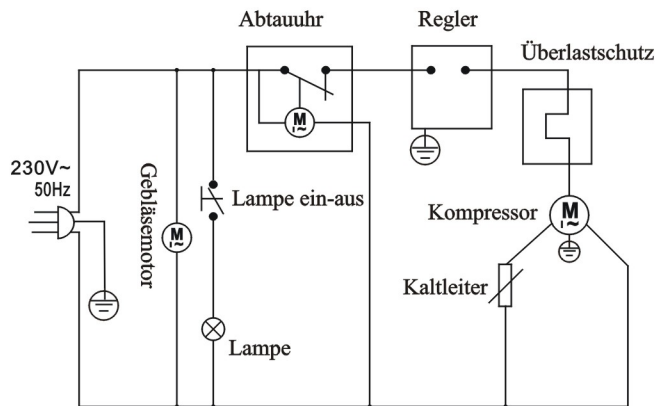 Abtauuhr
Regler
Überlastschutz
M
~
230V~
50Hz
Gebläsemotor
M
~
Lampe ein-aus
Kompressor
M
~
Kaltleiter
Lampe